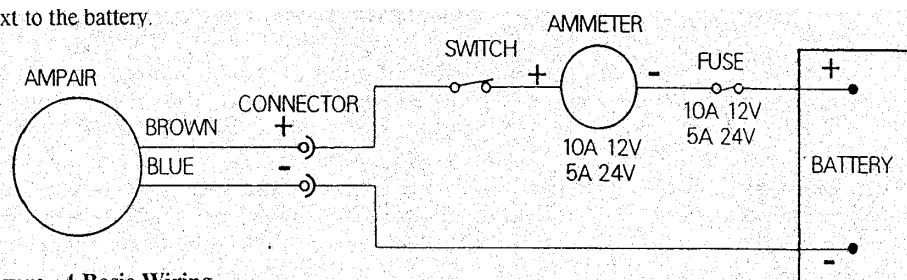 xt to the battery.
AMMETER
SWITCH
FUSE
AMPAIR
+
-
+
CONNECTOR
BROWN
+
10A 12V
5A 24V
10A 12V
5A 24V
BLUE
-
BATTERY
-
4 Basic Wiring